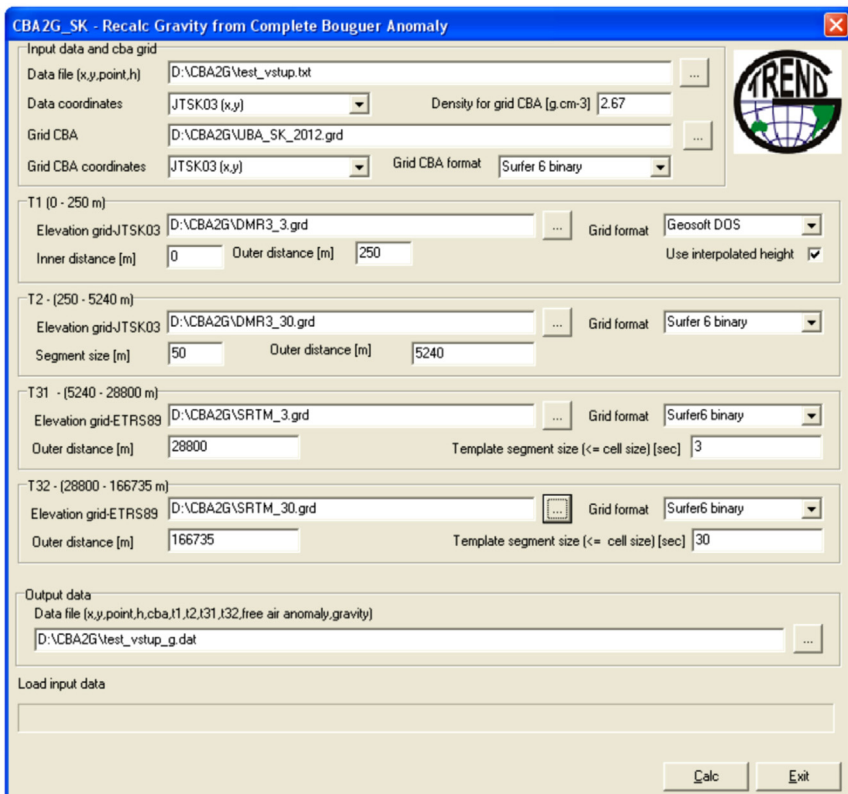 CBA2G_SK - Recalc Gravity from Complete Bouguer Anomaly
Input data and cba grid
Data file (x,y,point,h) D:\CBA2G\test_vstup.txt ...
Data coordinates JTSK03 (x,y) Density for grid CBA [g.cm-3] 2.67
Grid CBA D:\CBA2G\UBA_SK_2012.grd ...
Grid CBA coordinates JTSK03 (x,y) Grid CBA format Surfer 6 binary
TREND
T1 (0 - 250 m)
Elevation grid-JTSK03 D:\CBA2G\DMR3_3.grd ... Grid format Geosoft DOS
Inner distance [m] 0 Outer distance [m] 250 Use interpolated height
T2 - (250 - 5240 m)
Elevation grid-JTSK03 D:\CBA2G\DMR3_30.grd ... Grid format Surfer 6 binary
Segment size [m] 50 Outer distance [m] 5240
T31 - (5240 - 28800 m)
Elevation grid-ETRS89 D:\CBA2G\SRTM_3.grd ... Grid format Surfer6 binary
Outer distance [m] 28800 Template segment size (<= cell size) [sec] 3
T32 - (28800 - 166735 m)
Elevation grid-ETRS89 D:\CBA2G\SRTM_30.grd ... Grid format Surfer6 binary
Outer distance [m] 166735 Template segment size (<= cell size) [sec] 30
Output data
Data file (x,y,point,h,cba,t1,t2,t31,t32,free air anomaly,gravity)
D:\CBA2G\test_vstup_g.dat ...
Load input data
Calc Exit